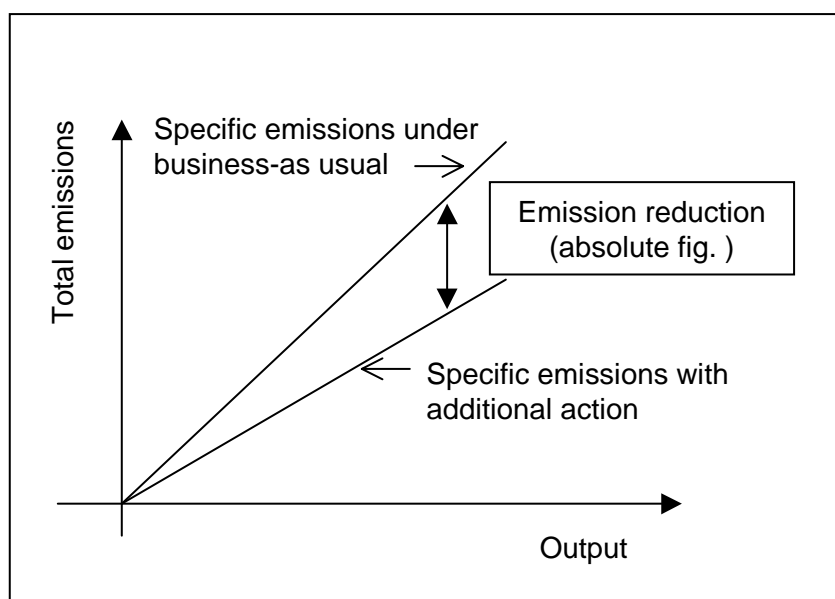 Specific emissions under
business-as usual
Total emissions
Emission reduction
(absolute fig. )
Specific emissions with
additional action
Output